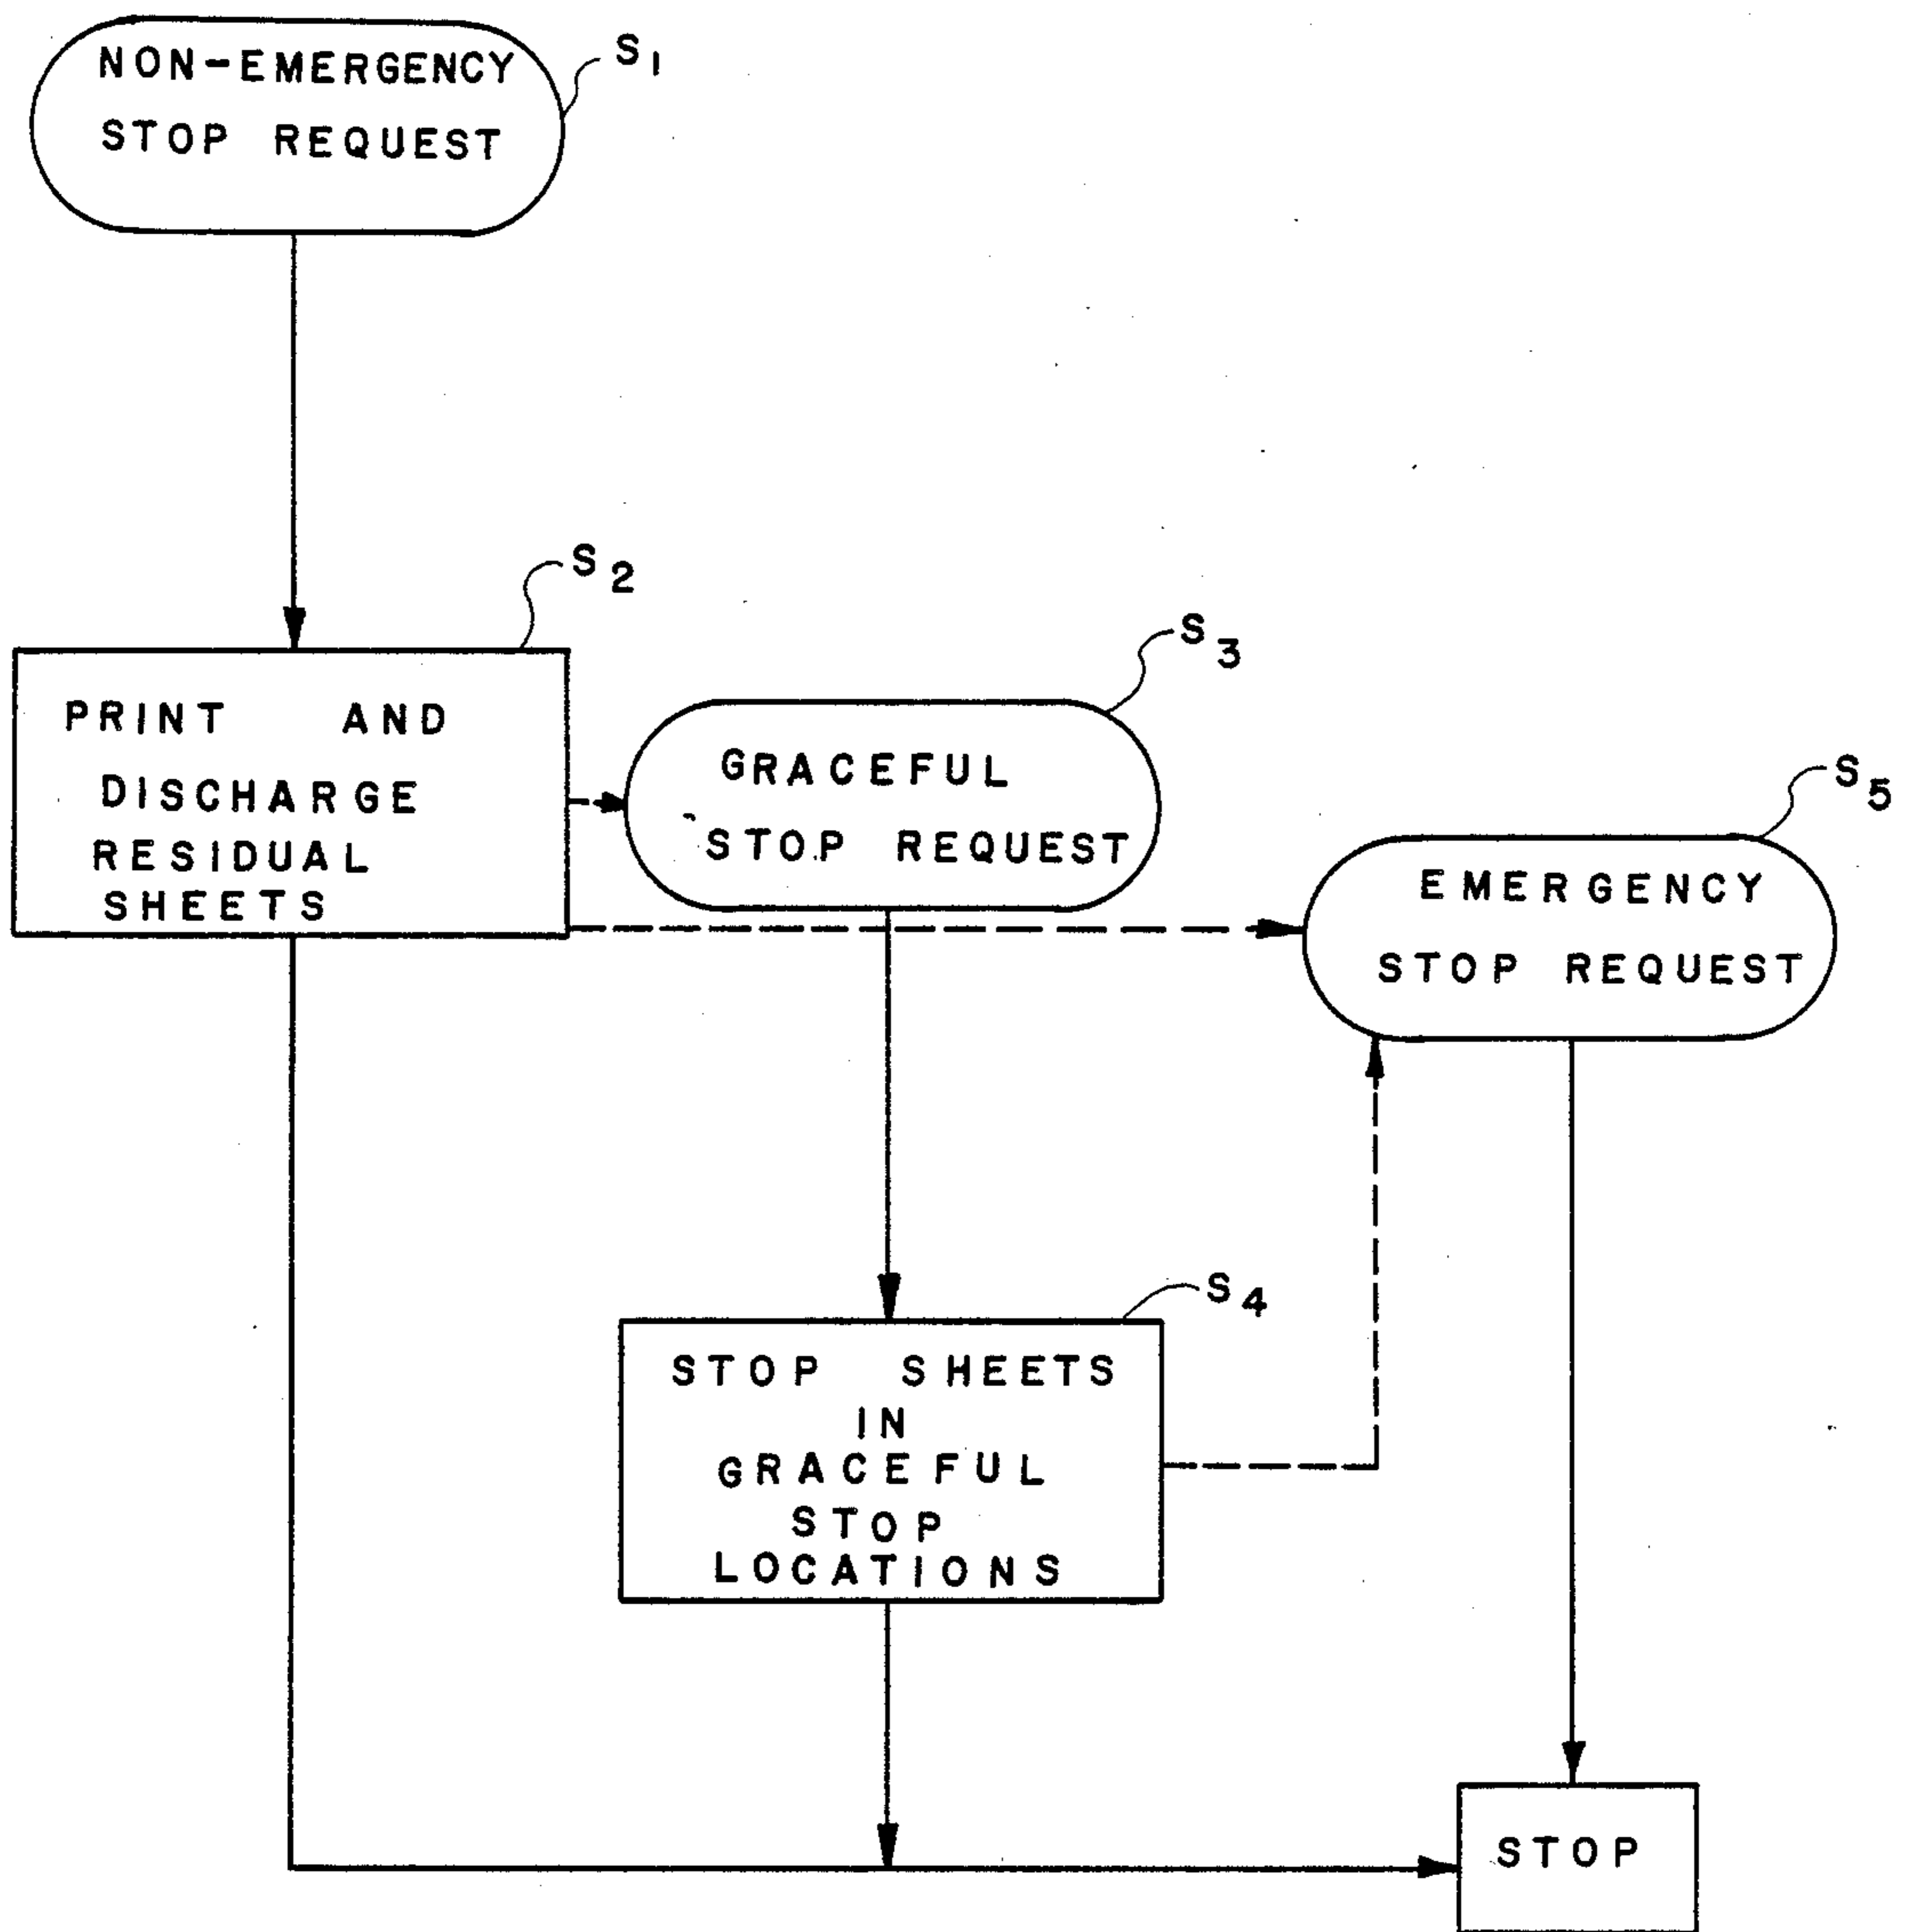 NON-EMERGENCY
STOP REQUEST
S1
S2
PRINT AND
DISCHARGE
RESIDUAL
SHEETS
S3
GRACEFUL
STOP REQUEST
S5
EMERGENCY
STOP REQUEST
S4
STOP SHEETS
IN
GRACEFUL
STOP
LOCATIONS
STOP